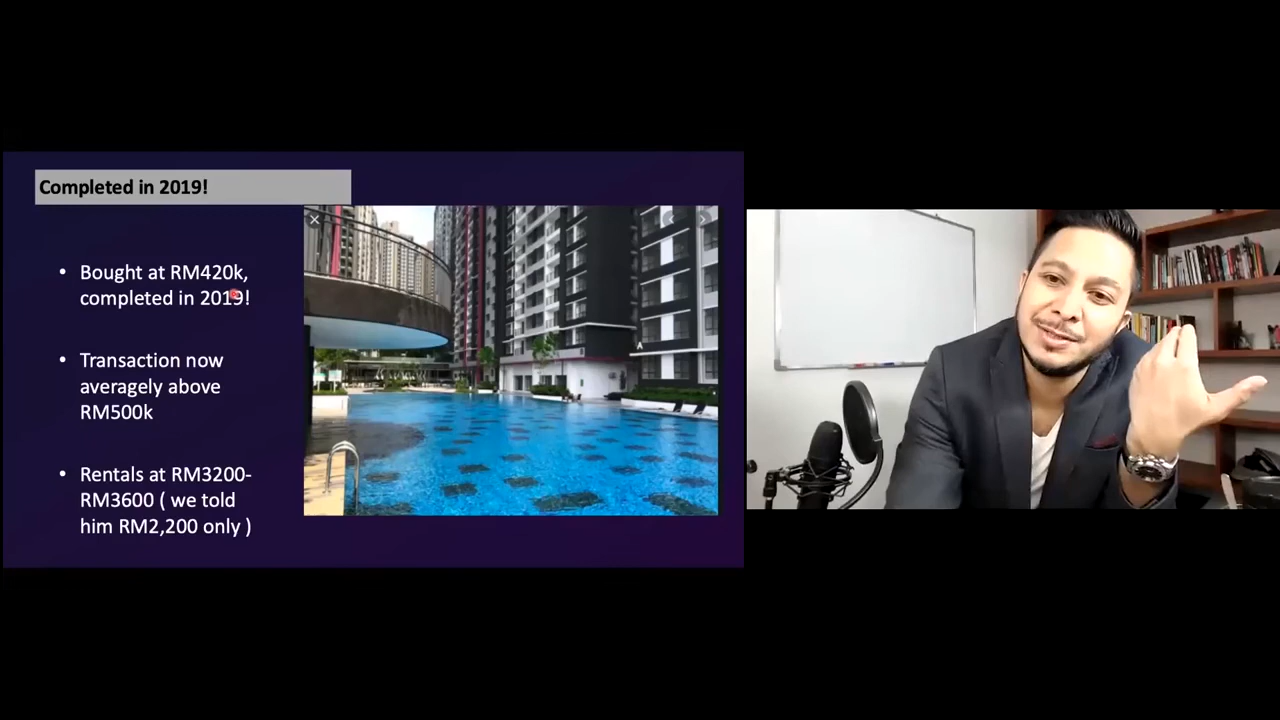 Completed in 2019!
• Bought at RM420k,
completed in 2019!
• Transaction now
averagely above
RM500k
• Rentals at RM3200-
RM3600 ( we told
him RM2,200 only )